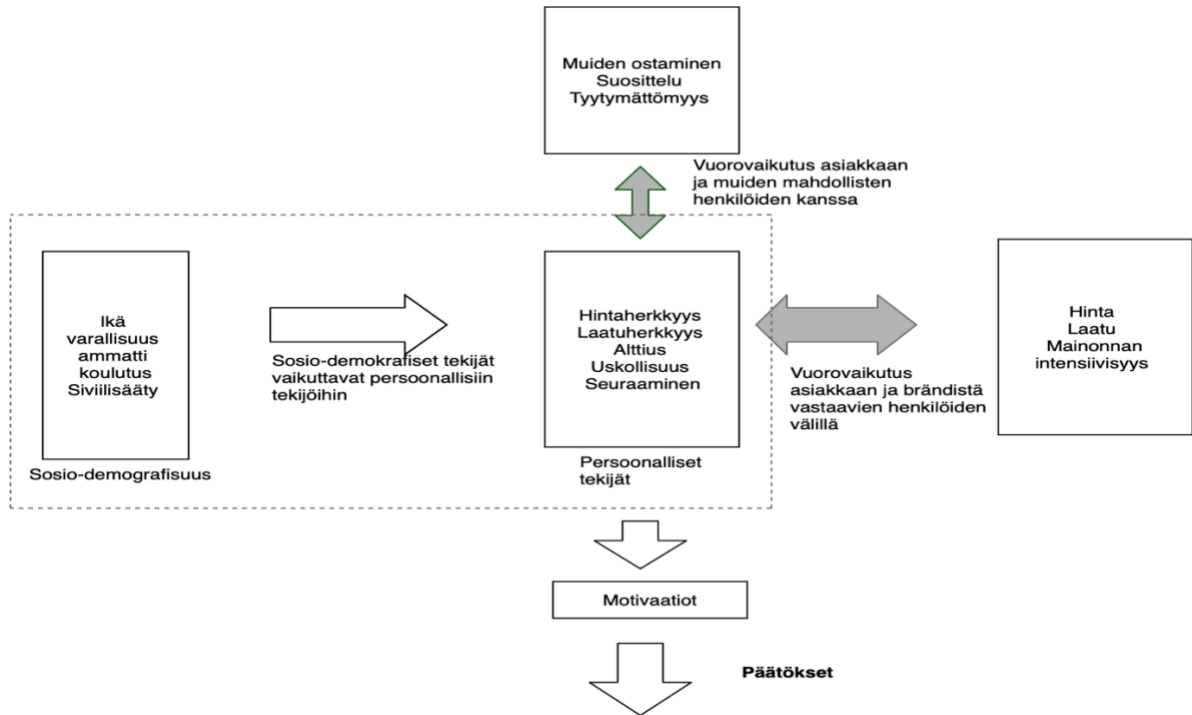 Muiden ostaminen
Suosittelu
Tyytymättömyys
Vuorovaikutus asiakkaan
ja muiden mahdollisten
henkilöiden kanssa
Ikä
varallisuus
ammatti
koulutus
Siviilisääty
Sosio-demografisuus
Sosio-demokrafiset tekijät
vaikuttavat persoonallisiin
tekijöihin
Hintaherkkyys
Laatuherkkyys
Alttius
Uskollisuus
Seuraaminen
Persoonalliset
tekijät
Vuorovaikutus
asiakkaan ja brändistä
vastaavien henkilöiden
välillä
Hinta
Laatu
Mainonnan
intensiivisyys
Motivaatiot
Päätökset